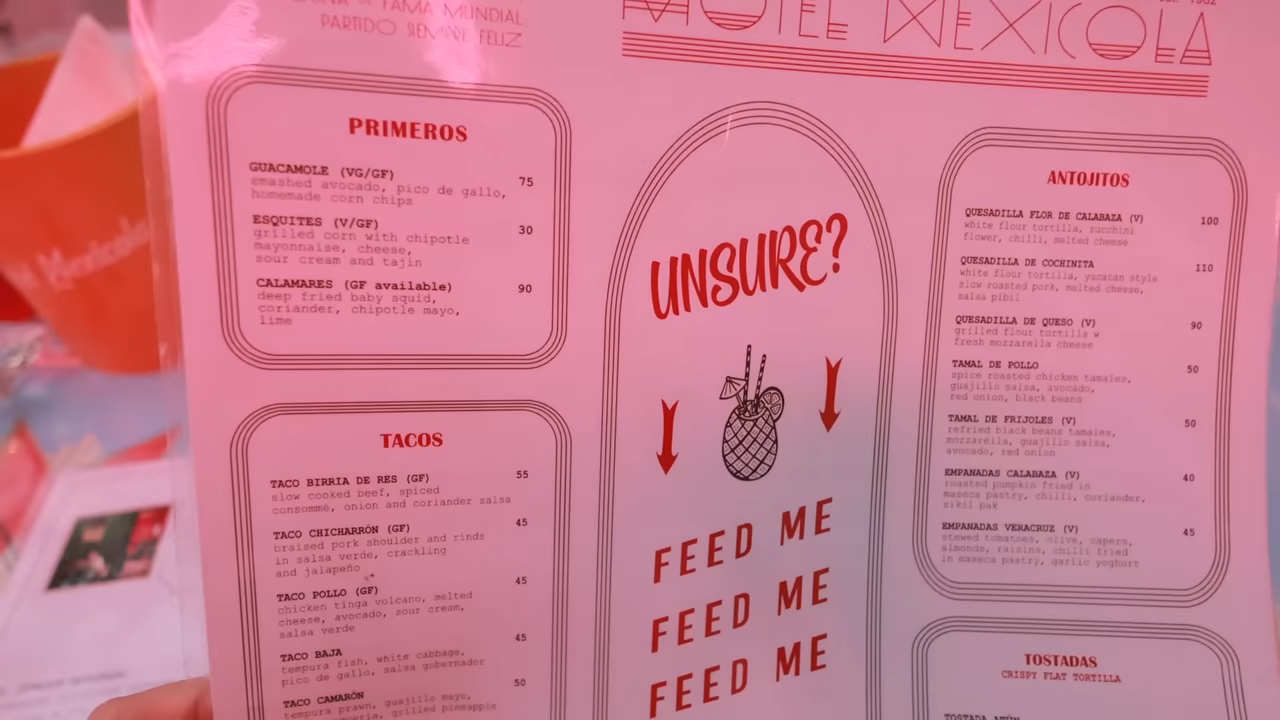 FAMA MUNDIAL
PARTIDO SIEMPRE FELIZ
MOTEL MEXICOLA
PRIMEROS
GUACAMOLE (VG/GF) 75
smashed avocado, pico de gallo,
homemade corn chips
ESQUITES (V/GF) 30
grilled corn with chipotle
mayonnaise, cheese,
sour cream and tajin
CALAMARES (GF available) 90
deep fried baby squid,
coriander, chipotle mayo,
lime
TACOS
TACO BIRRIA DE RES (GF) 55
slow cooked beef, spiced
consommé, onion and coriander salsa
TACO CHICHARRÓN (GF) 45
braised pork shoulder and rinds
in salsa verde, crackling
and jalapeño
TACO POLLO (GF) 45
chicken tinga volcano, melted
cheese, avocado, sour cream,
salsa verde
TACO BAJA 45
tempura fish, white cabbage,
pico de gallo, salsa gobernador
TACO CAMARÓN 50
tempura prawn, guajillo mayo,
grilled pineapple
UNSURE?
FEED ME
FEED ME
FEED ME
ANTOJITOS
QUESADILLA FLOR DE CALABAZA (V) 100
white flour tortilla, zucchini
flower, chilli, melted cheese
QUESADILLA DE COCHINITA 110
white flour tortilla, yucatan style
slow roasted pork, melted cheese,
salsa pibil
QUESADILLA DE QUESO (V) 90
grilled flour tortilla w
fresh mozzarella cheese
TAMAL DE POLLO 50
spice roasted chicken tamales,
guajillo salsa, avocado,
red onion, black beans
TAMAL DE FRIJOLES (V) 50
refried black beans tamales,
mozzarella, guajillo salsa,
avocado, red onion
EMPANADAS CALABAZA (V) 40
roasted pumpkin fried in
maseca pastry, chilli, coriander,
sikil pak
EMPANADAS VERACRUZ (V) 45
stewed tomatoes, olive, capers,
almonds, raisins, chilli fried
in maseca pastry, garlic yoghurt
TOSTADAS
CRISPY FLAT TORTILLA
TOSTADA ATÚN
Mexicola